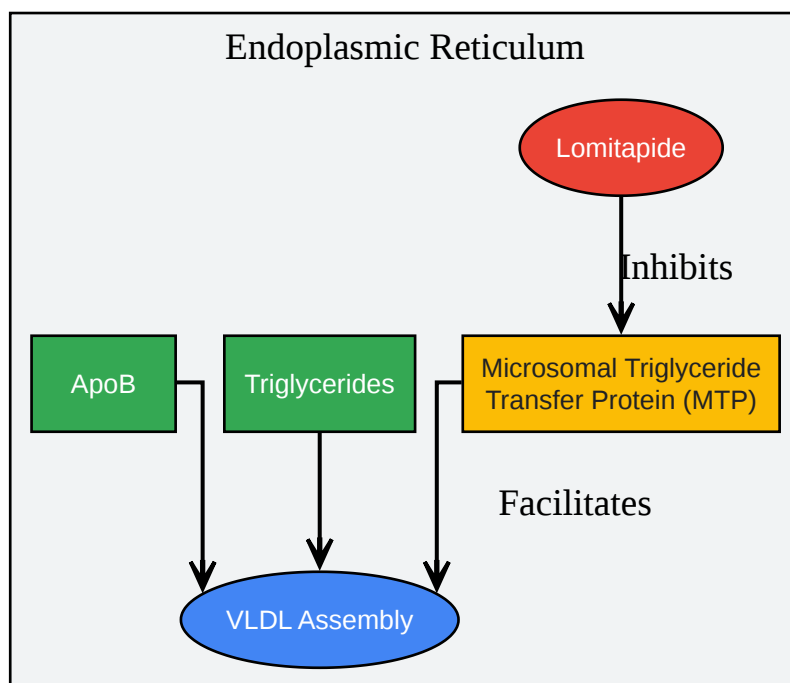 Endoplasmic Reticulum
Lomitapide
Inhibits
ApoB
Triglycerides
Microsomal Triglyceride
Transfer Protein (MTP)
Facilitates
VLDL Assembly